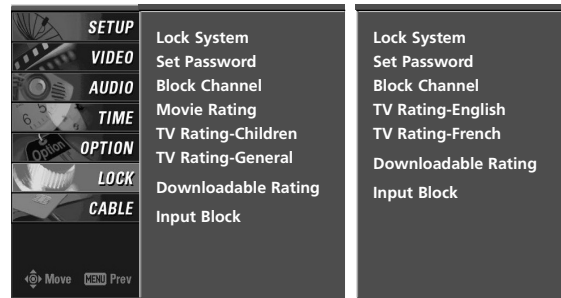 SETUP
VIDEO
AUDIO
TIME
OPTION
LOCK
CABLE
Move MENU Prev
Lock System
Set Password
Block Channel
Movie Rating
TV Rating-Children
TV Rating-General
Downloadable Rating
Input Block
Lock System
Set Password
Block Channel
TV Rating-English
TV Rating-French
Downloadable Rating
Input Block